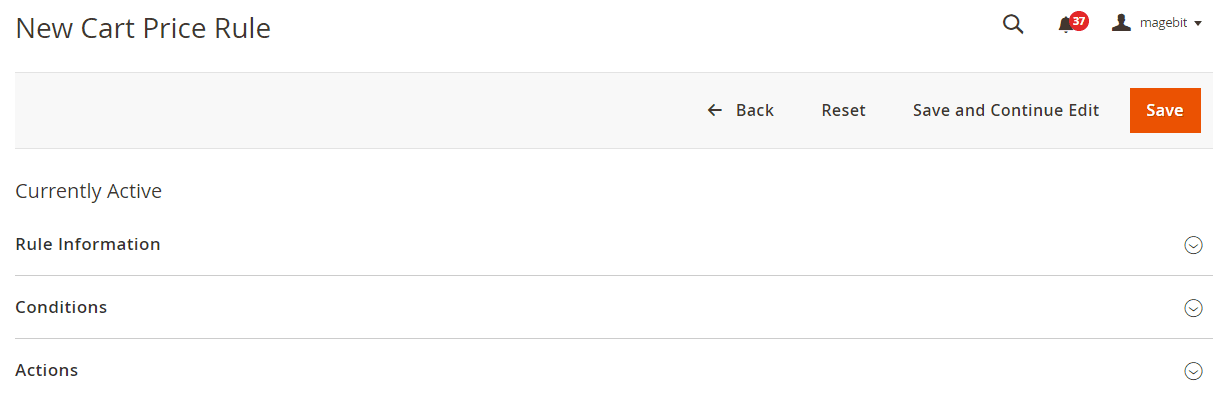 New Cart Price Rule
37
magebit
Back
Reset
Save and Continue Edit
Save
Currently Active
Rule Information
Conditions
Actions